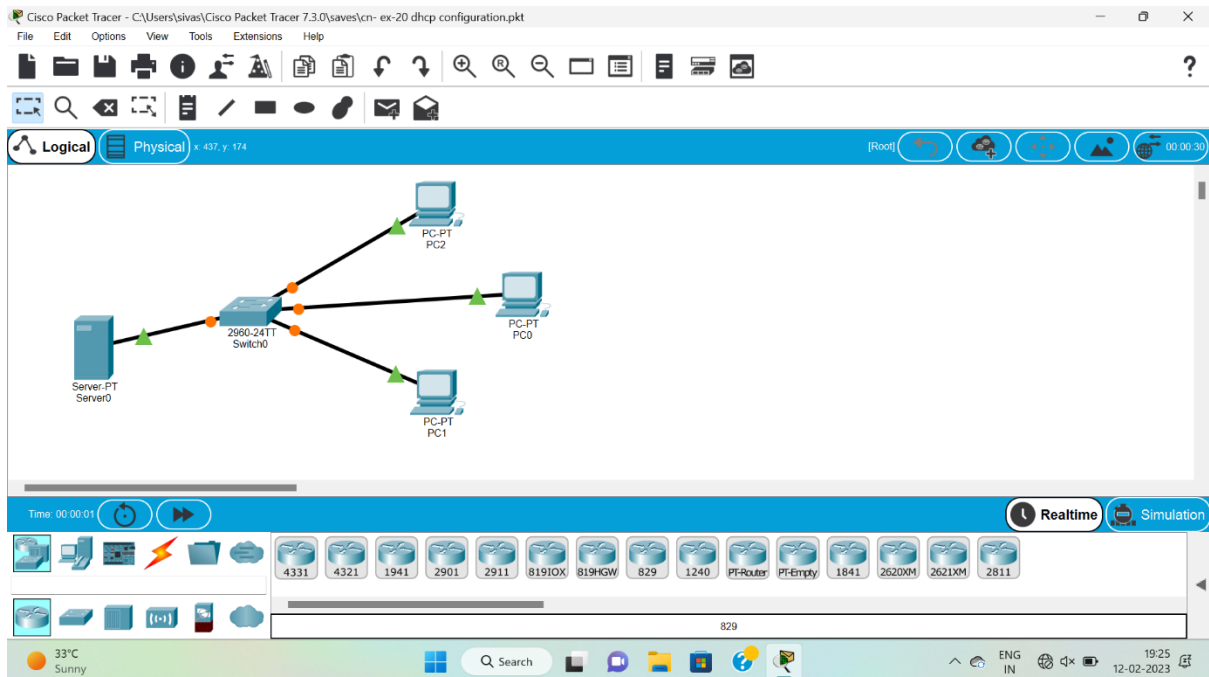 Cisco Packet Tracer - C:\Users\sivas\Cisco Packet Tracer 7.3.0\saves\cn- ex-20 dhcp configuration.pkt
File Edit Options View Tools Extensions Help
Logical Physical x: 437, y: 174 [Root] 00:00:30
PC-PT
PC2
PC-PT
PC0
2960-24TT
Switch0
Server-PT
Server0
PC-PT
PC1
Time: 00:00:01 Realtime Simulation
4331 4321 1941 2901 2911 819IOX 819HGW 829 1240 PT-Router PT-Empty 1841 2620XM 2621XM 2811
829
33°C
Sunny
Search
ENG
IN
19:25
12-02-2023